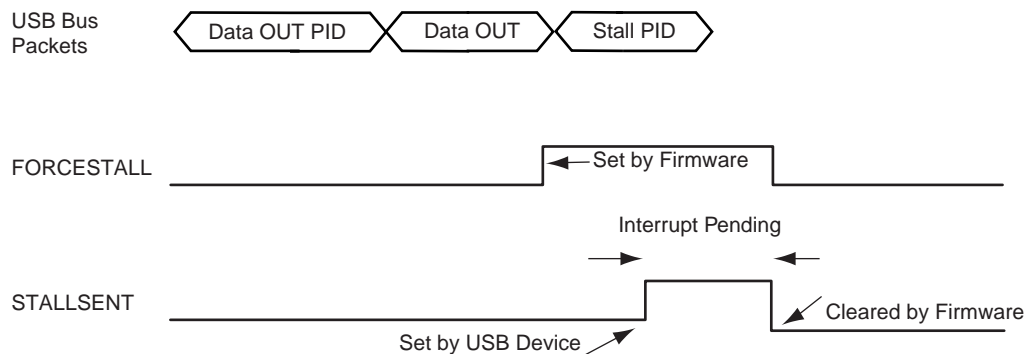 USB Bus
Packets
Data OUT PID
Data OUT
Stall PID
FORCESTALL
Set by Firmware
Interrupt Pending
STALLSENT
Cleared by Firmware
Set by USB Device